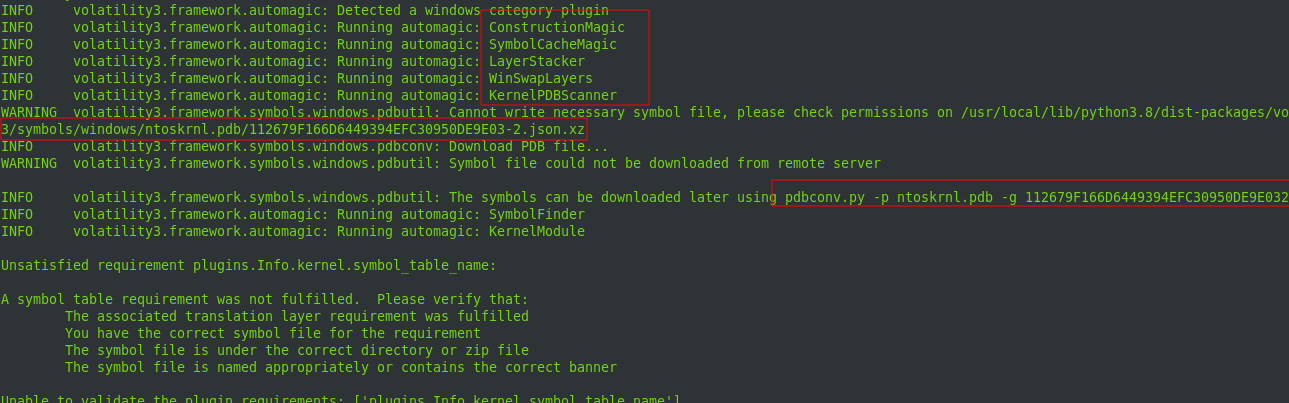 INFO     volatility3.framework.automagic: Detected a windows category plugin
INFO     volatility3.framework.automagic: Running automagic: ConstructionMagic
INFO     volatility3.framework.automagic: Running automagic: SymbolCacheMagic
INFO     volatility3.framework.automagic: Running automagic: LayerStacker
INFO     volatility3.framework.automagic: Running automagic: WinSwapLayers
INFO     volatility3.framework.automagic: Running automagic: KernelPDBScanner
WARNING  volatility3.framework.symbols.windows.pdbutil: Cannot write necessary symbol file, please check permissions on /usr/local/lib/python3.8/dist-packages/vo
3/symbols/windows/ntoskrnl.pdb/112679F166D6449394EFC30950DE9E03-2.json.xz
INFO     volatility3.framework.symbols.windows.pdbconv: Download PDB file...
WARNING  volatility3.framework.symbols.windows.pdbutil: Symbol file could not be downloaded from remote server
INFO     volatility3.framework.symbols.windows.pdbutil: The symbols can be downloaded later using pdbconv.py -p ntoskrnl.pdb -g 112679F166D6449394EFC30950DE9E032
INFO     volatility3.framework.automagic: Running automagic: SymbolFinder
INFO     volatility3.framework.automagic: Running automagic: KernelModule
Unsatisfied requirement plugins.Info.kernel.symbol_table_name:
A symbol table requirement was not fulfilled.  Please verify that:
        The associated translation layer requirement was fulfilled
        You have the correct symbol file for the requirement
        The symbol file is under the correct directory or zip file
        The symbol file is named appropriately or contains the correct banner
Unable to validate the plugin requirements: ['plugins.Info.kernel.symbol_table_name']